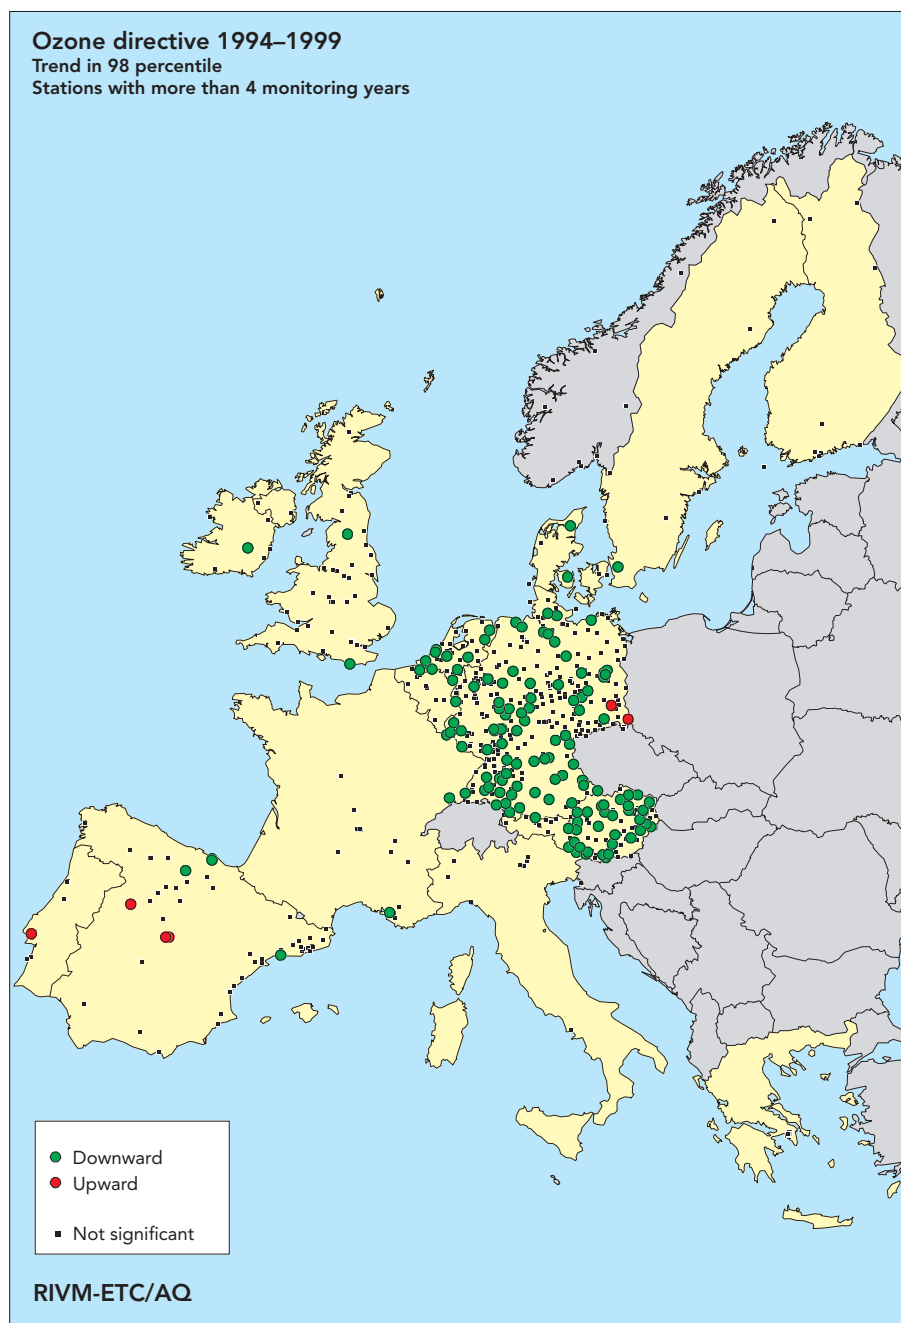 Ozone directive 1994–1999
Trend in 98 percentile
Stations with more than 4 monitoring years
Downward
Upward
Not significant
RIVM-ETC/AQ